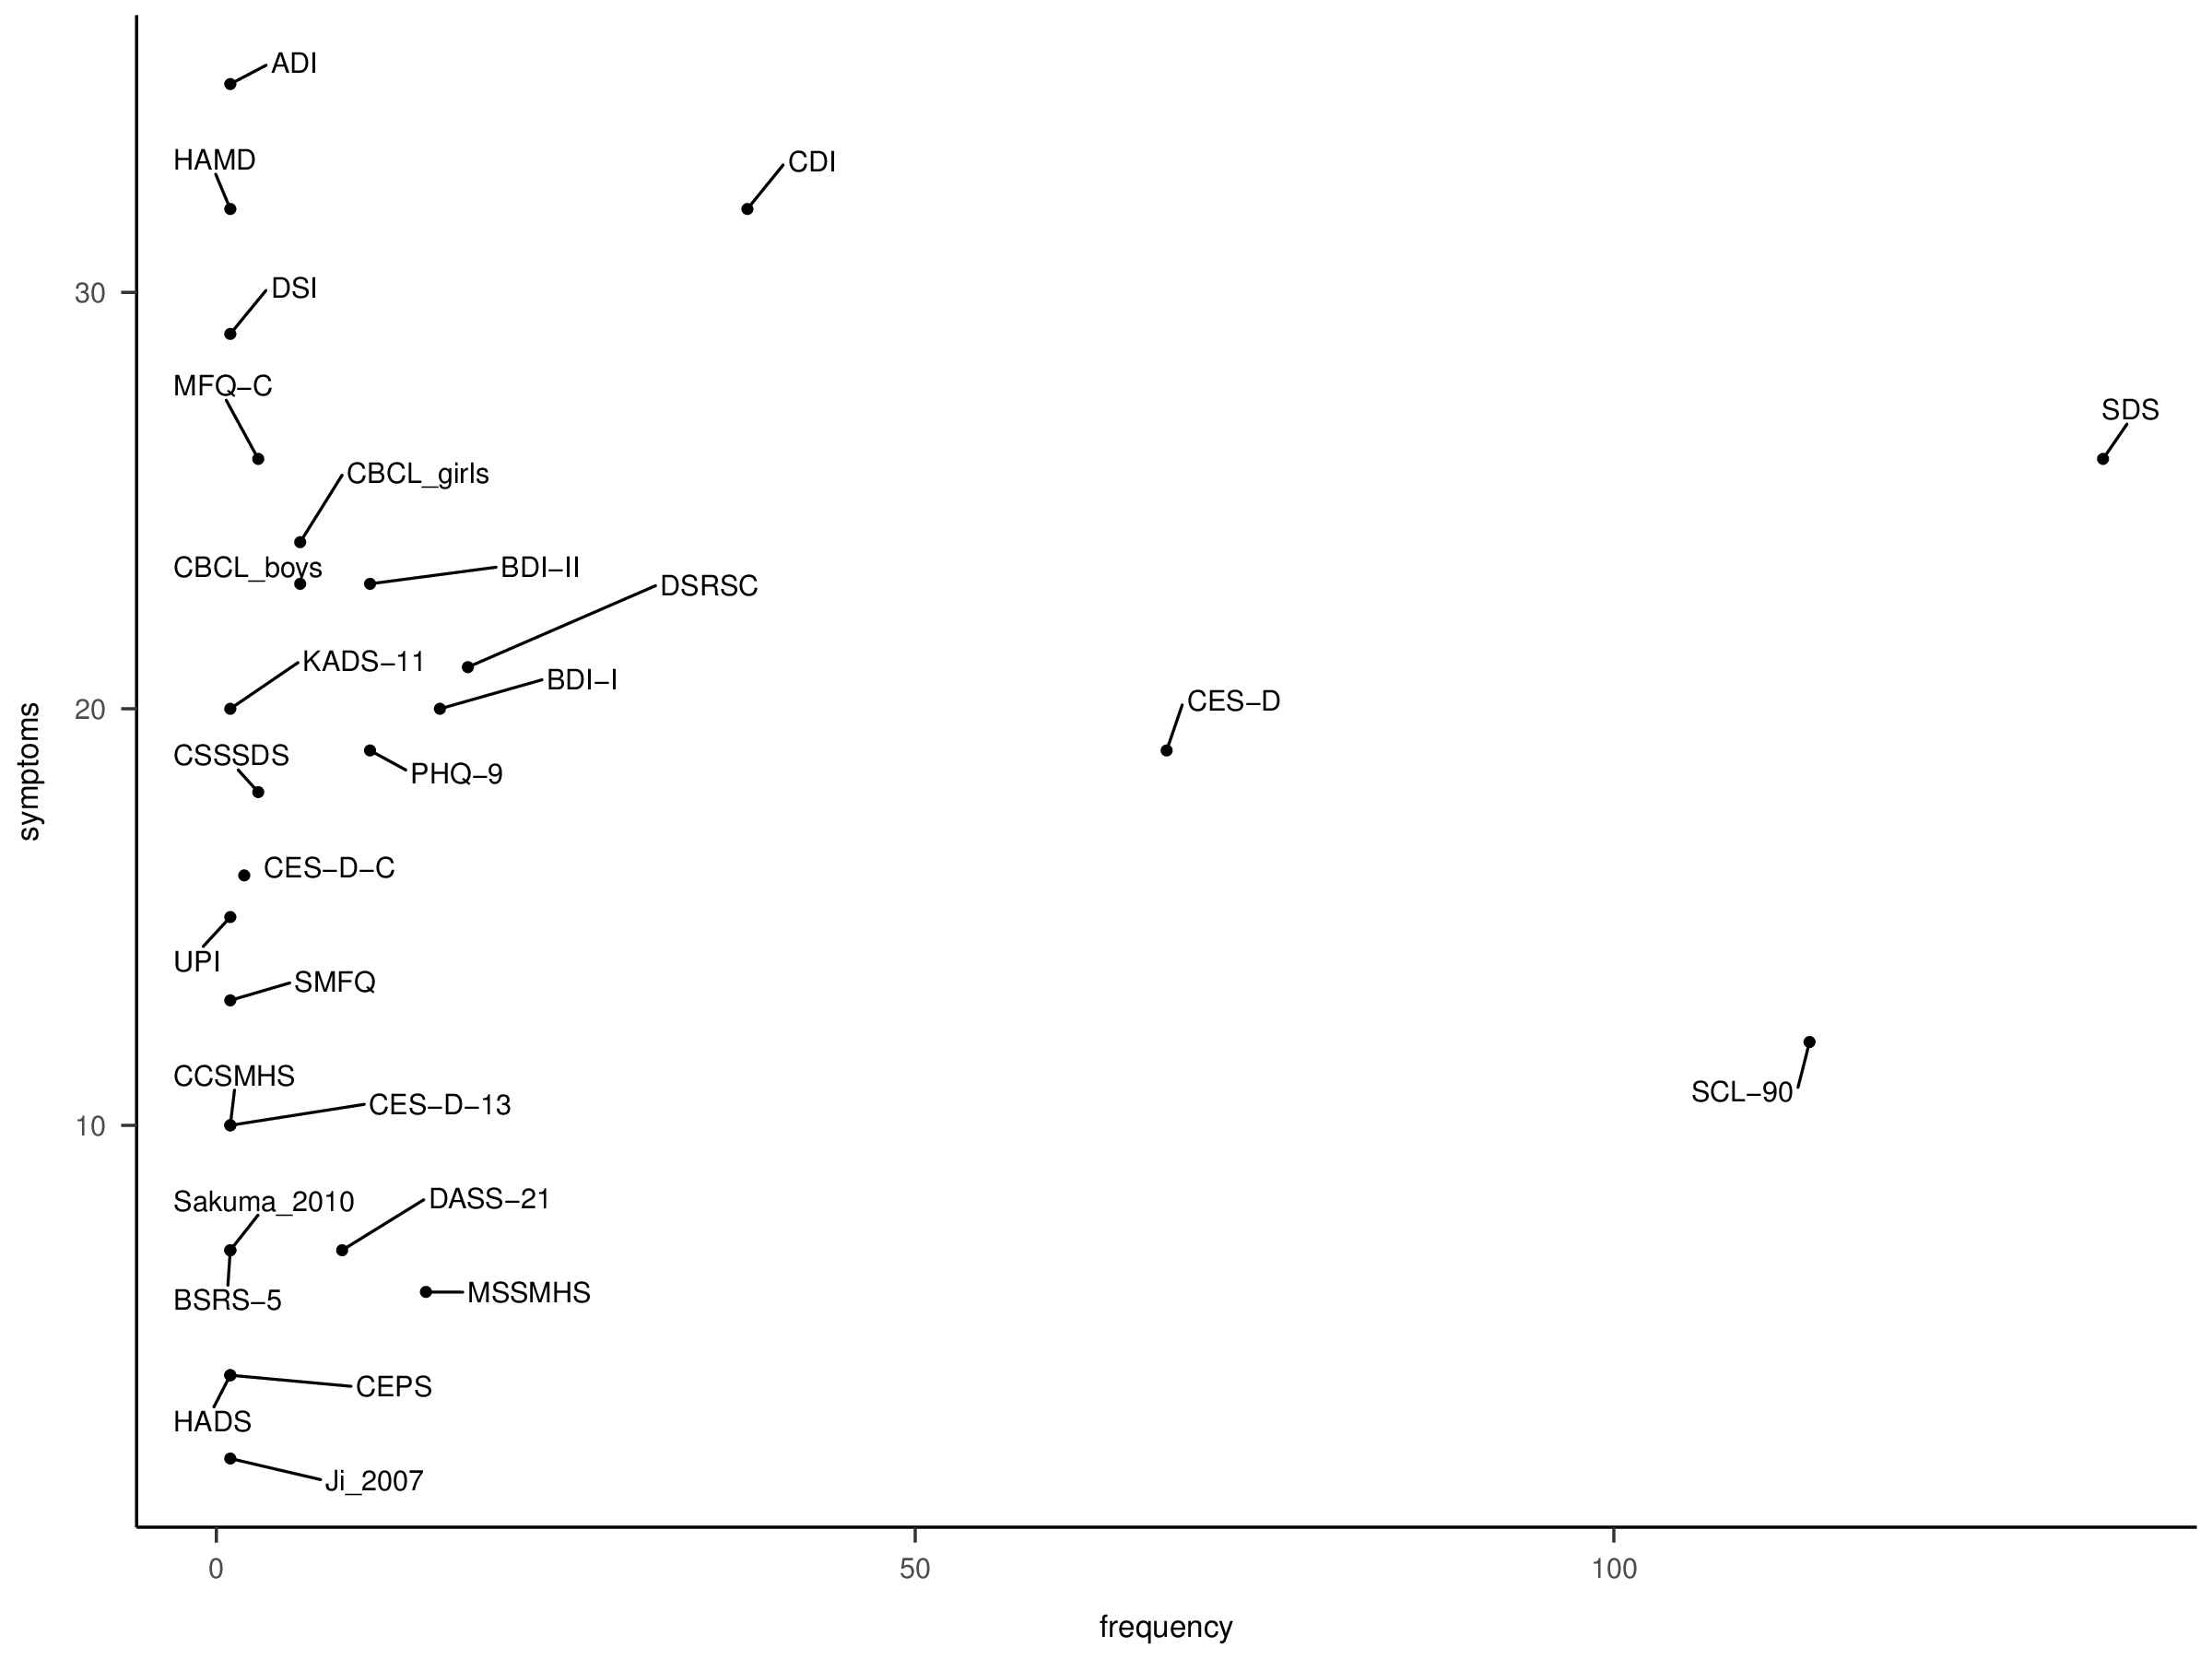 ADI
HAMD
CDI
30
DSI
MFQ–C
SDS
CBCL_girls
CBCL_boys
BDI–II
DSRSC
KADS–11
BDI–I
20
CES–D
CSSSDS
PHQ–9
symptoms
CES–D–C
UPI
SMFQ
CCSMHS
SCL–90
CES–D–13
10
Sakuma_2010
DASS–21
BSRS–5
MSSMHS
CEPS
HADS
Ji_2007
0
50
100
frequency